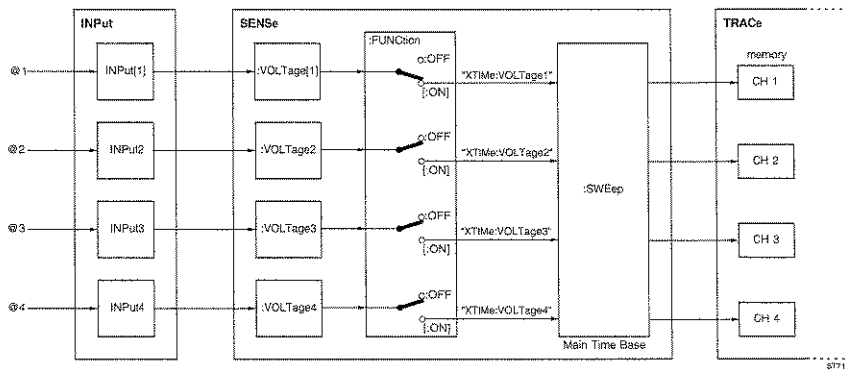 INPut
SENSe
TRACe
:FUNCtion
memory
@1
INPut[1]
:VOLTage[1]
o:OFF
[:ON]
"XTIMe:VOLTage1"
CH 1
@2
INPut2
:VOLTage2
o:OFF
[:ON]
"XTIMe:VOLTage2"
CH 2
:SWEep
@3
INPut3
:VOLTage3
o:OFF
[:ON]
"XTIMe:VOLTage3"
CH 3
@4
INPut4
:VOLTage4
o:OFF
[:ON]
"XTIMe:VOLTage4"
CH 4
Main Time Base